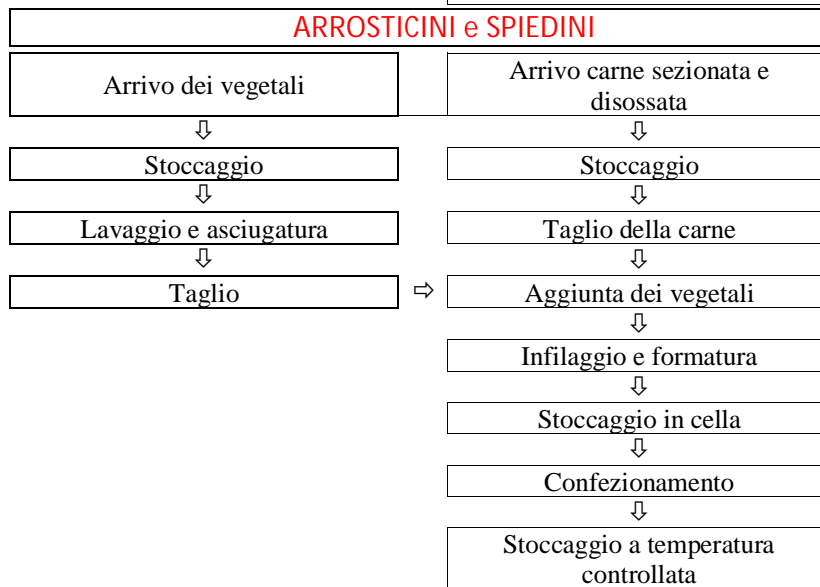 ARROSTICINI e SPIEDINI
Arrivo dei vegetali
Arrivo carne sezionata e
disossata
⇩
⇩
Stoccaggio
Stoccaggio
⇩
⇩
Lavaggio e asciugatura
Taglio della carne
⇩
⇩
Taglio
⇨
Aggiunta dei vegetali
⇩
Infilaggio e formatura
⇩
Stoccaggio in cella
⇩
Confezionamento
⇩
Stoccaggio a temperatura
controllata